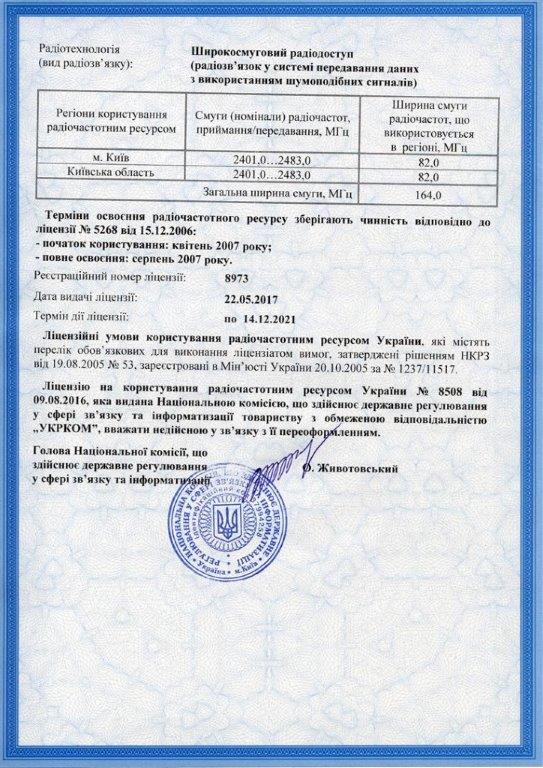 Радіотехнологія
(вид радіозв’язку):
Широкосмуговий радіодоступ
(радіозв’язок у системі передавання даних
з використанням шумоподібних сигналів)
Регіони користування
радіочастотним ресурсом
Смуги (номінали) радіочастот,
приймання/передавання, МГц
Ширина смуги
радіочастот, що
використовується
в регіоні, МГц
м. Київ 2401,0…2483,0 82,0
Київська область 2401,0…2483,0 82,0
Загальна ширина смуги, МГц 164,0
Терміни освоєння радіочастотного ресурсу зберігають чинність відповідно до
ліцензії № 5268 від 15.12.2006:
- початок користування: квітень 2007 року;
- повне освоєння: серпень 2007 року.
Реєстраційний номер ліцензії: 8973
Дата видачі ліцензії: 22.05.2017
Термін дії ліцензії: по 14.12.2021
Ліцензійні умови користування радіочастотним ресурсом України, які містять
перелік обов’язкових для виконання ліцензіатом вимог, затверджені рішенням НКРЗ
від 19.08.2005 № 53, зареєстровані в Мін’юсті України 20.10.2005 за № 1237/11517.
Ліцензію на користування радіочастотним ресурсом України № 8508 від
09.08.2016, яка видана Національною комісією, що здійснює державне регулювання
у сфері зв’язку та інформатизації товариству з обмеженою відповідальністю
„УКРКОМ”, вважати недійсною у зв’язку з її переоформленням.
Голова Національної комісії, що
здійснює державне регулювання
у сфері зв’язку та інформатизації
О. Животовський
НАЦІОНАЛЬНА КОМІСІЯ, ЩО ЗДІЙСНЮЄ ДЕРЖАВНЕ РЕГУЛЮВАННЯ У СФЕРІ ЗВ’ЯЗКУ ТА ІНФОРМАТИЗАЦІЇ
Ідентифікаційний код
Україна * м.Київ